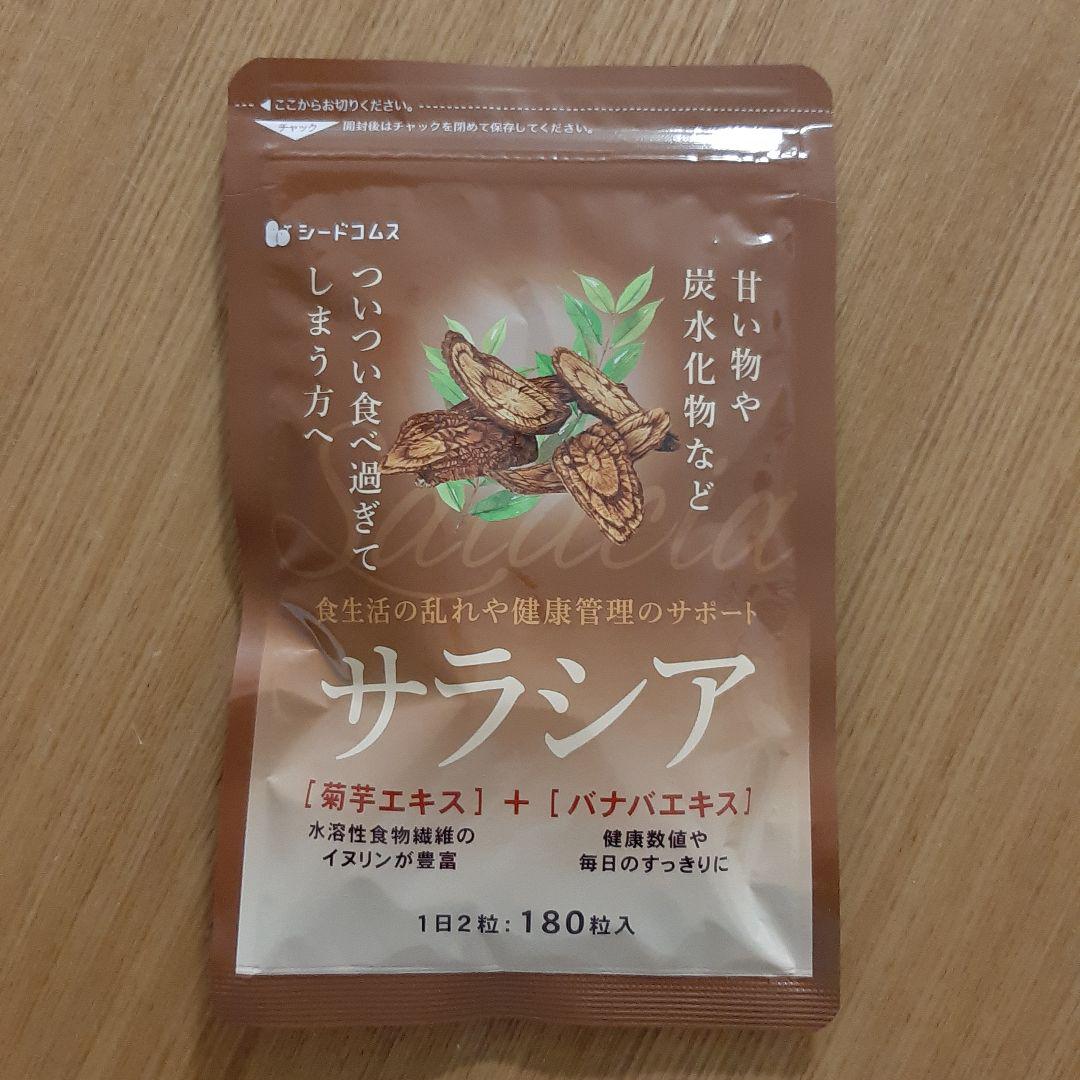 ここからお切りください。
チャック
開封後はチャックを閉めて保存してください。
シードコムス
甘い物や
炭水化物など
ついつい食べ過ぎて
しまう方へ
Salacia
食生活の乱れや健康管理のサポート
サラシア
[菊芋エキス] + [バナバエキス]
水溶性食物繊維の
イヌリンが豊富
健康数値や
毎日のすっきりに
1日2粒:180粒入